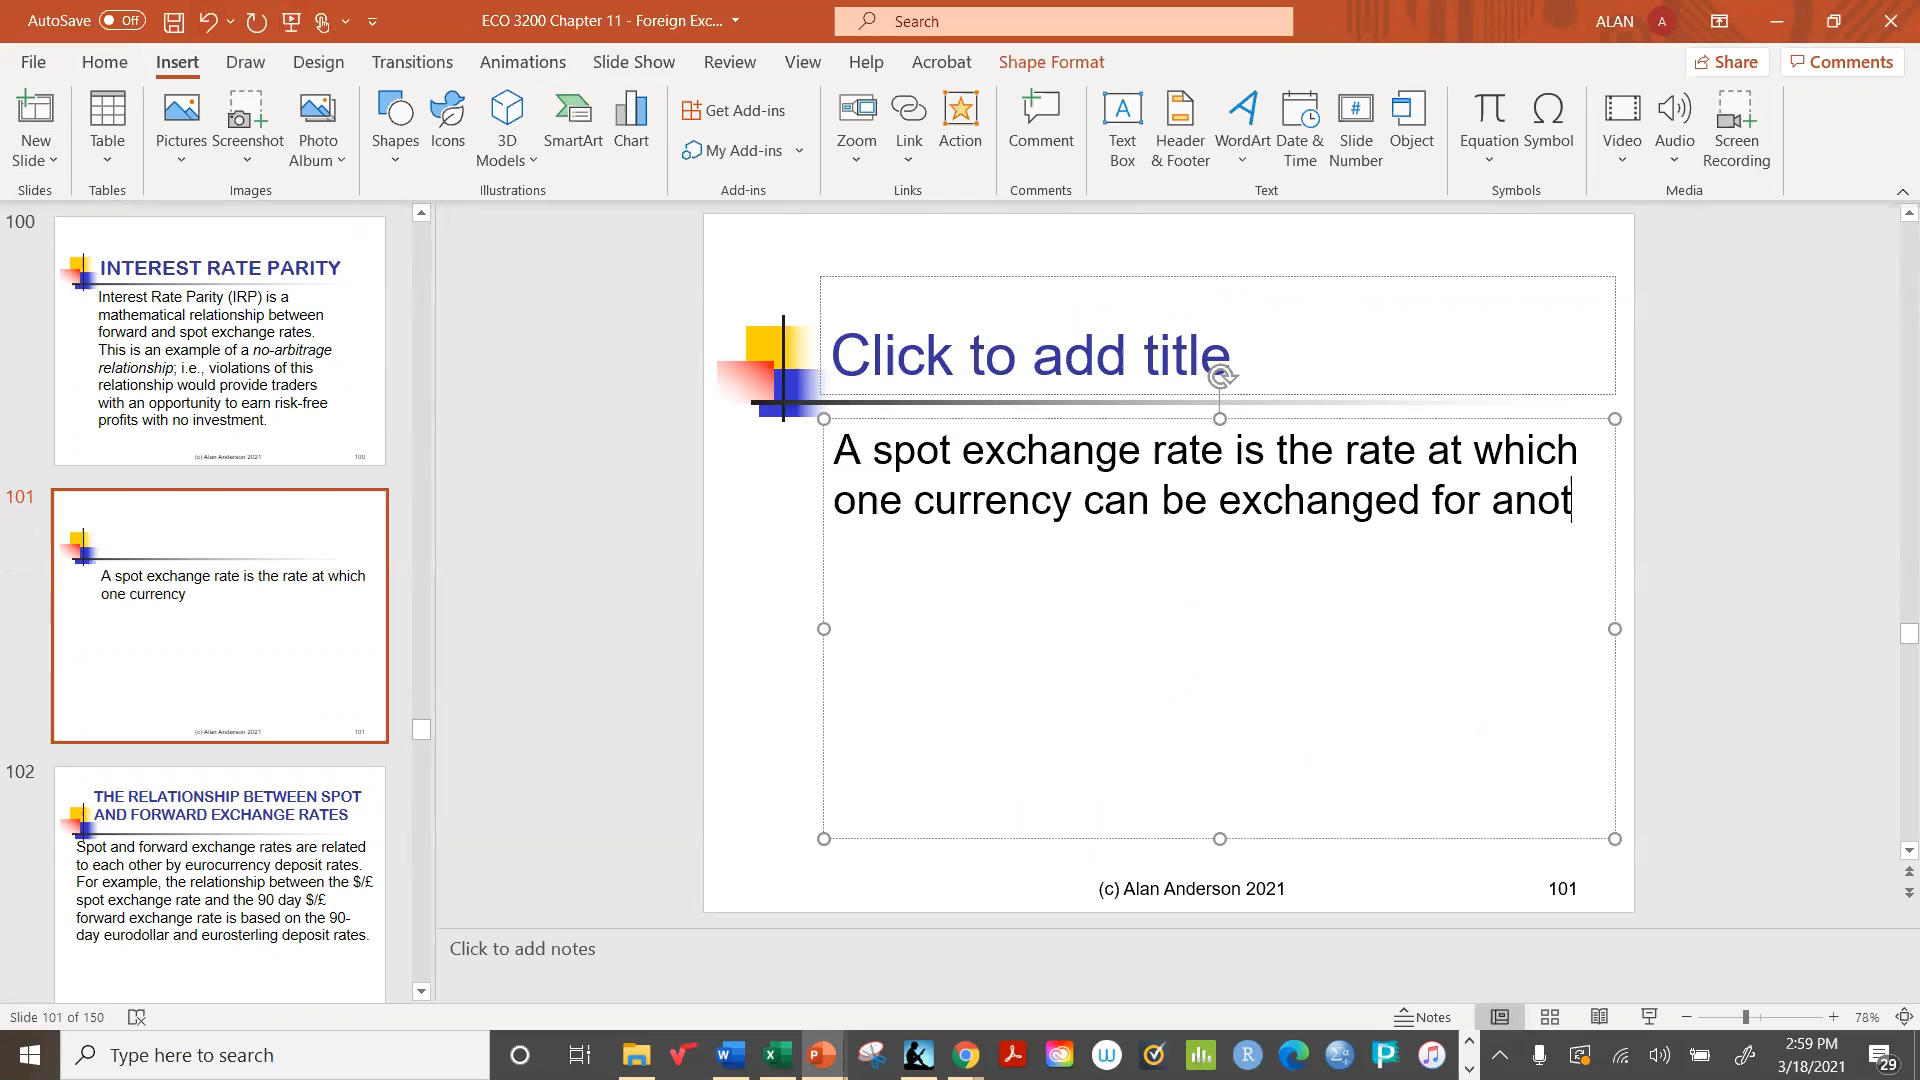 AutoSave Off
ECO 3200 Chapter 11 - Foreign Exc...
Search
ALAN A
File Home Insert Draw Design Transitions Animations Slide Show Review View Help Acrobat Shape Format
Share Comments
New
Slide
Slides
Table
Tables
Pictures
Screenshot
Photo
Album
Images
Shapes
Icons
3D
Models
SmartArt
Chart
Illustrations
Get Add-ins
My Add-ins
Add-ins
Zoom
Link
Action
Links
Comment
Comments
Text
Box
Header
& Footer
WordArt
Date &
Time
Slide
Number
Object
Text
Equation
Symbol
Symbols
Video
Audio
Screen
Recording
Media
100
INTEREST RATE PARITY
Interest Rate Parity (IRP) is a
mathematical relationship between
forward and spot exchange rates.
This is an example of a no-arbitrage
relationship; i.e., violations of this
relationship would provide traders
with an opportunity to earn risk-free
profits with no investment.
(c) Alan Anderson 2021 100
101
A spot exchange rate is the rate at which
one currency
(c) Alan Anderson 2021 101
102
THE RELATIONSHIP BETWEEN SPOT
AND FORWARD EXCHANGE RATES
Spot and forward exchange rates are related
to each other by eurocurrency deposit rates.
For example, the relationship between the $/£
spot exchange rate and the 90 day $/£
forward exchange rate is based on the 90-
day eurodollar and eurosterling deposit rates.
Click to add title
A spot exchange rate is the rate at which
one currency can be exchanged for anot
(c) Alan Anderson 2021 101
Click to add notes
Slide 101 of 150
Notes
78%
Type here to search
2:59 PM
3/18/2021
29